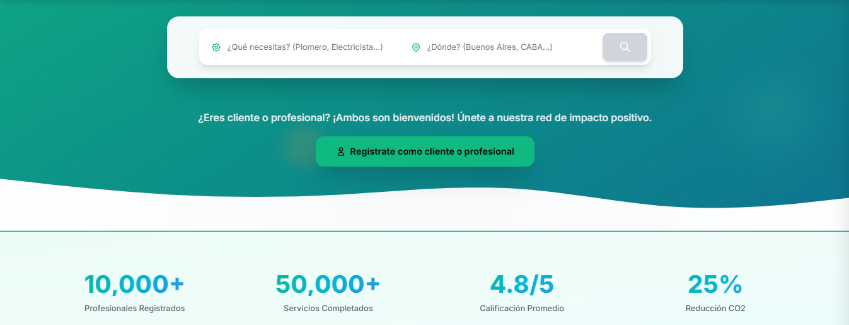 ¿Qué necesitas? (Plomero, Electricista...) ¿Dónde? (Buenos Aires, CABA...)
¿Eres cliente o profesional? ¡Ambos son bienvenidos! Únete a nuestra red de impacto positivo.
Regístrate como cliente o profesional
10,000+ 50,000+ 4.8/5 25%
Profesionales Registrados Servicios Completados Calificación Promedio Reducción CO2